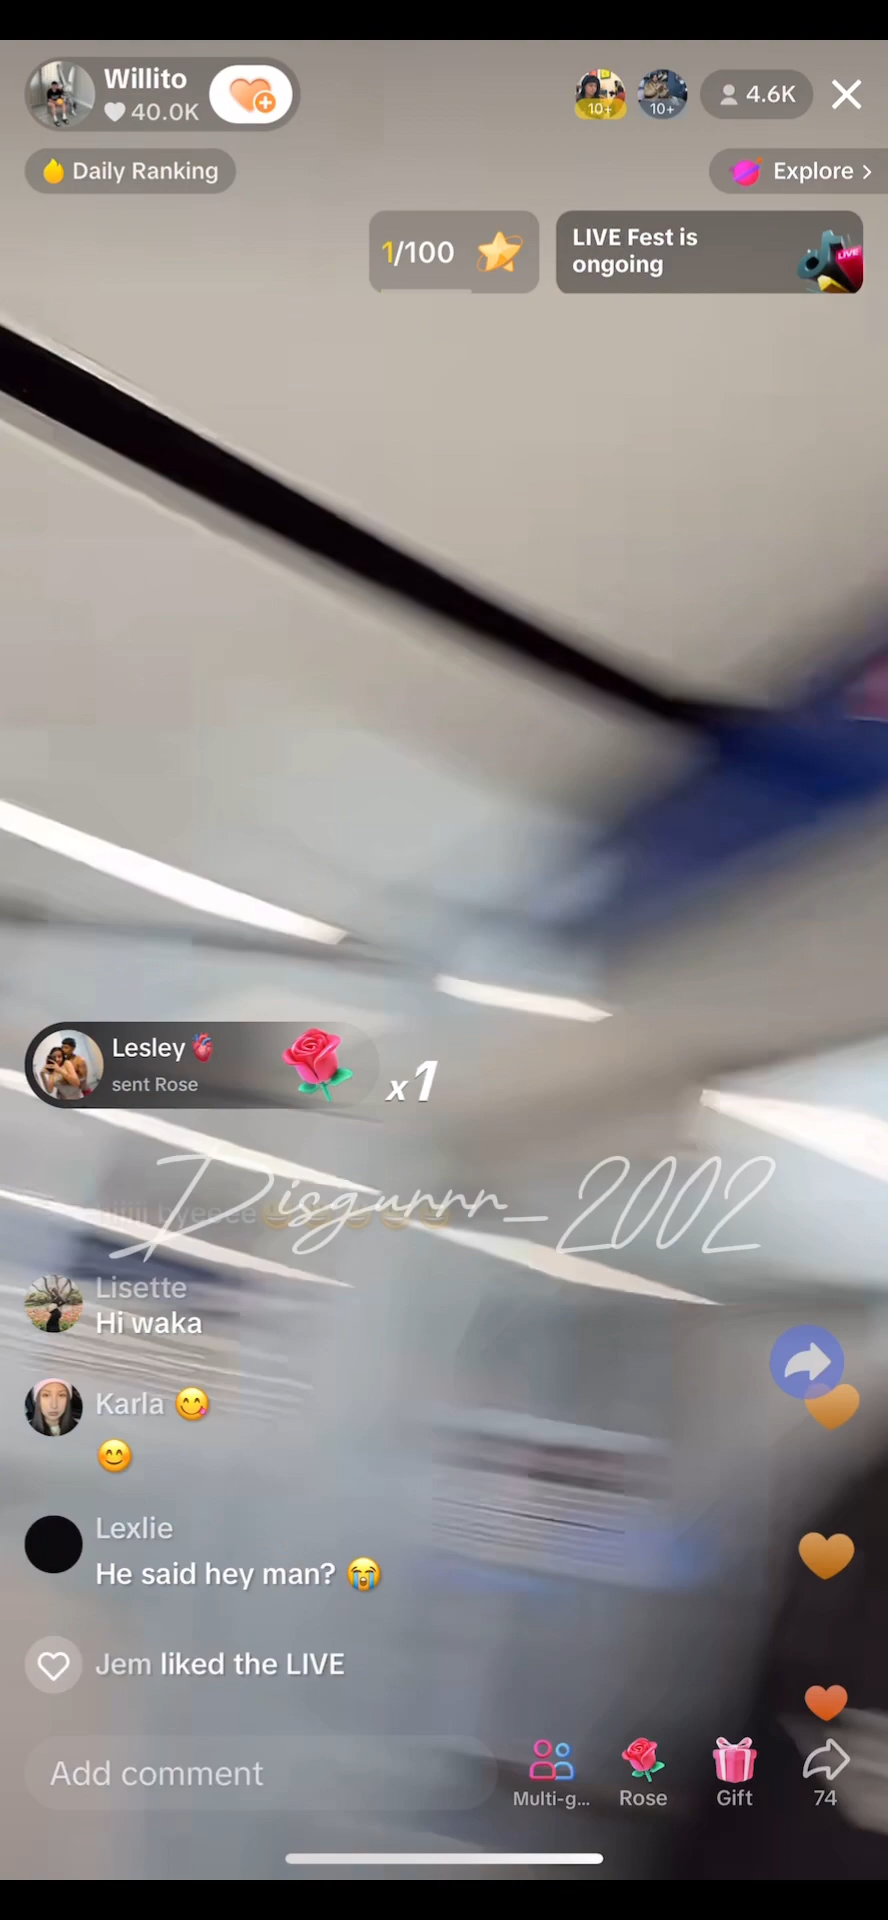 Willito
40.0K
10+
10+
4.6K
Daily Ranking
Explore >
1/100
LIVE Fest is
ongoing
LIVE
Lesley
sent Rose
x1
Disgurrr_2002
byeeee
Lisette
Hi waka
Karla 😋
😊
Lexlie
He said hey man? 😭
Jem liked the LIVE
Add comment
Multi-g...
Rose
Gift
74